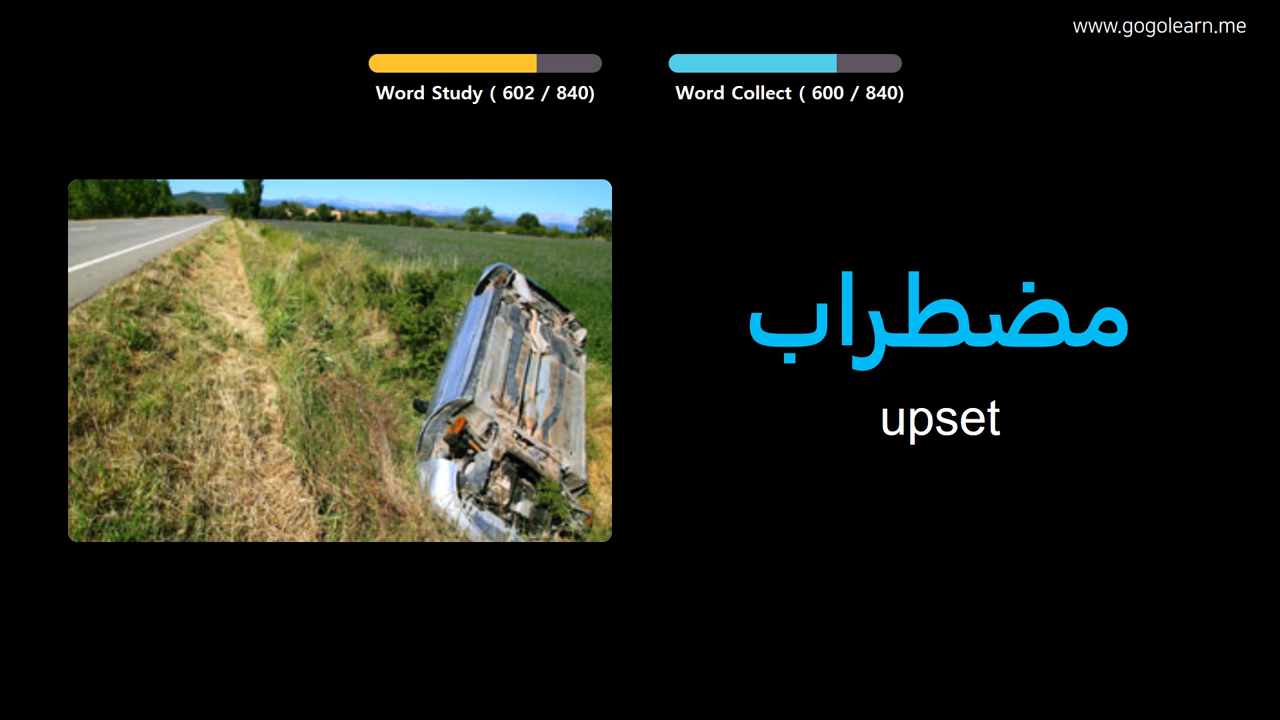 www.gogolearn.me
Word Study ( 602 / 840)
Word Collect ( 600 / 840)
مضطراب
upset